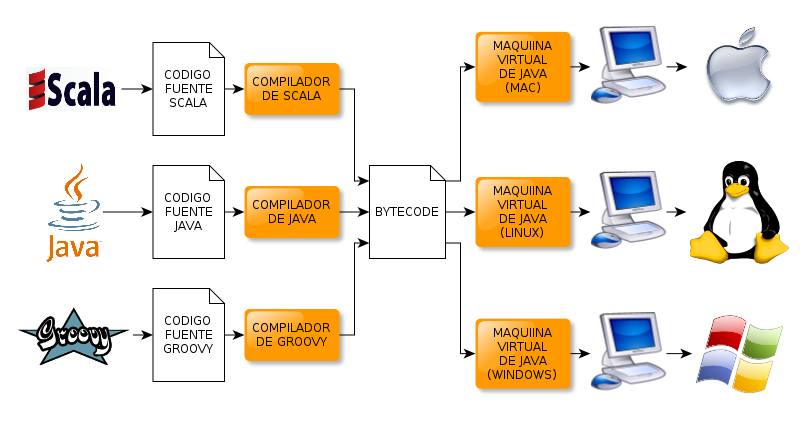 Scala
CODIGO
FUENTE
SCALA
COMPILADOR
DE SCALA
Java
CODIGO
FUENTE
JAVA
COMPILADOR
DE JAVA
Groovy
CODIGO
FUENTE
GROOVY
COMPILADOR
DE GROOVY
BYTECODE
MAQUIINA
VIRTUAL
DE JAVA
(MAC)
MAQUIINA
VIRTUAL
DE JAVA
(LINUX)
MAQUIINA
VIRTUAL
DE JAVA
(WINDOWS)